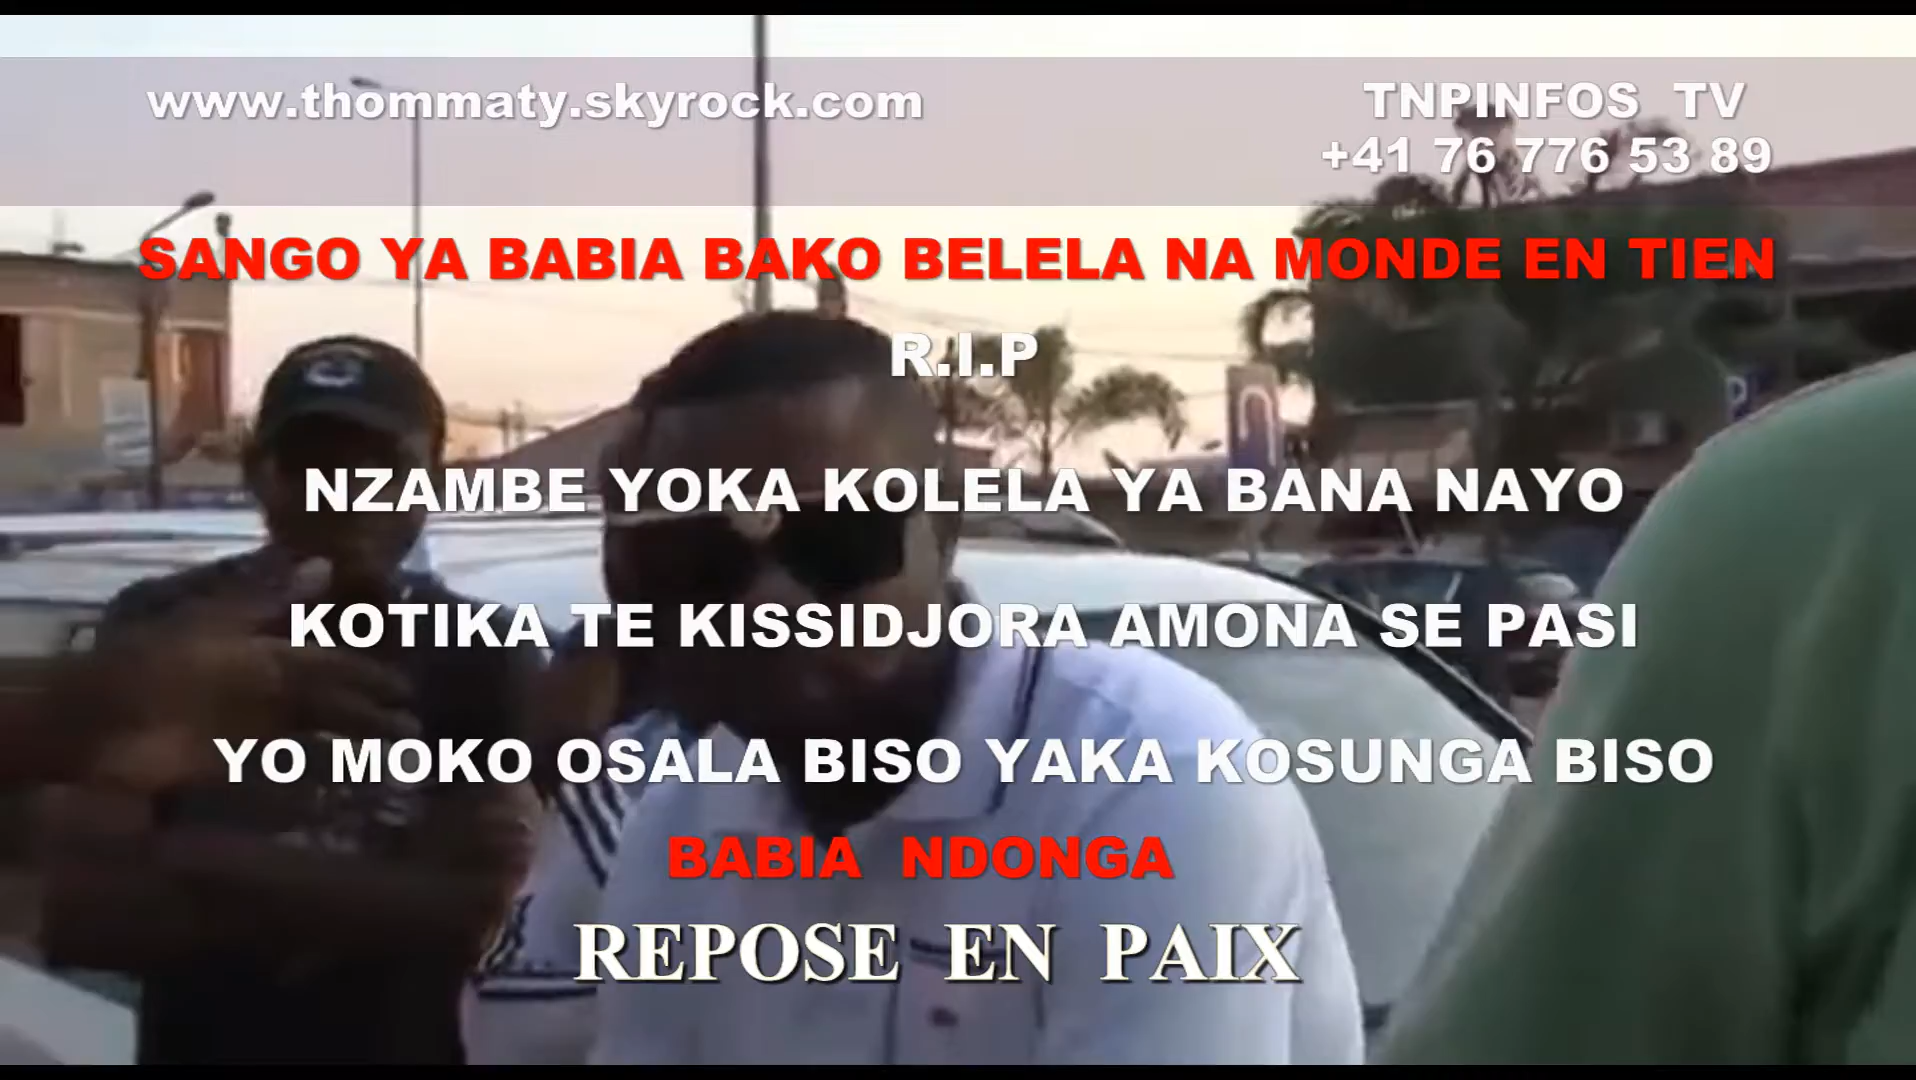 www.thommaty.skyrock.com
TNPINFOS TV
+41 76 776 53 89
SANGO YA BABIA BAKO BELELA NA MONDE EN TIEN
R.I.P
NZAMBE YOKA KOLELA YA BANA NAYO
KOTIKA TE KISSIDJORA AMONA SE PASI
YO MOKO OSALA BISO YAKA KOSUNGA BISO
BABIA NDONGA
REPOSE EN PAIX